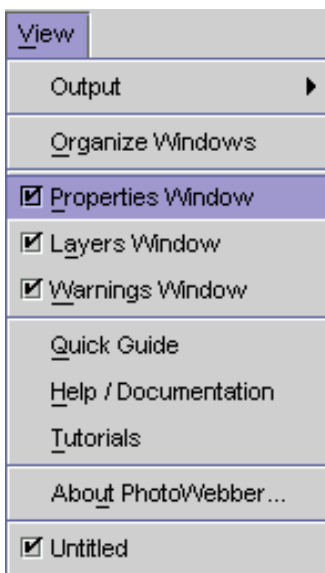 View
Output
Organize Windows
Properties Window
Layers Window
Warnings Window
Quick Guide
Help / Documentation
Tutorials
About PhotoWebber...
Untitled